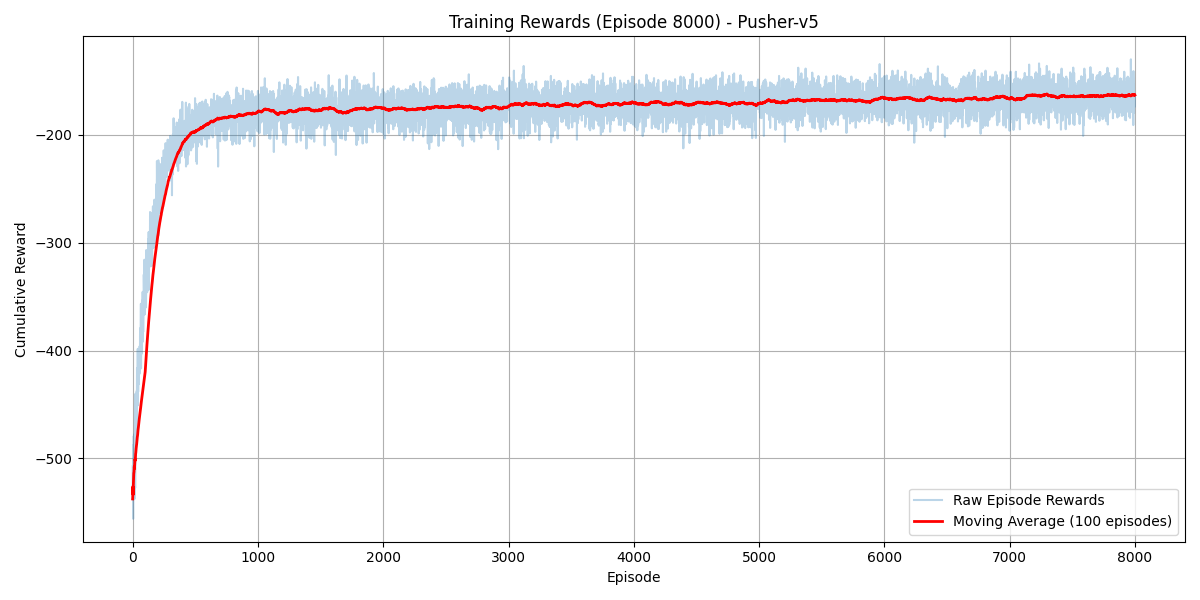 Training Rewards (Episode 8000) - Pusher-v5
Cumulative Reward
−200
−300
−400
−500
0
1000
2000
3000
4000
5000
6000
7000
8000
Episode
Raw Episode Rewards
Moving Average (100 episodes)